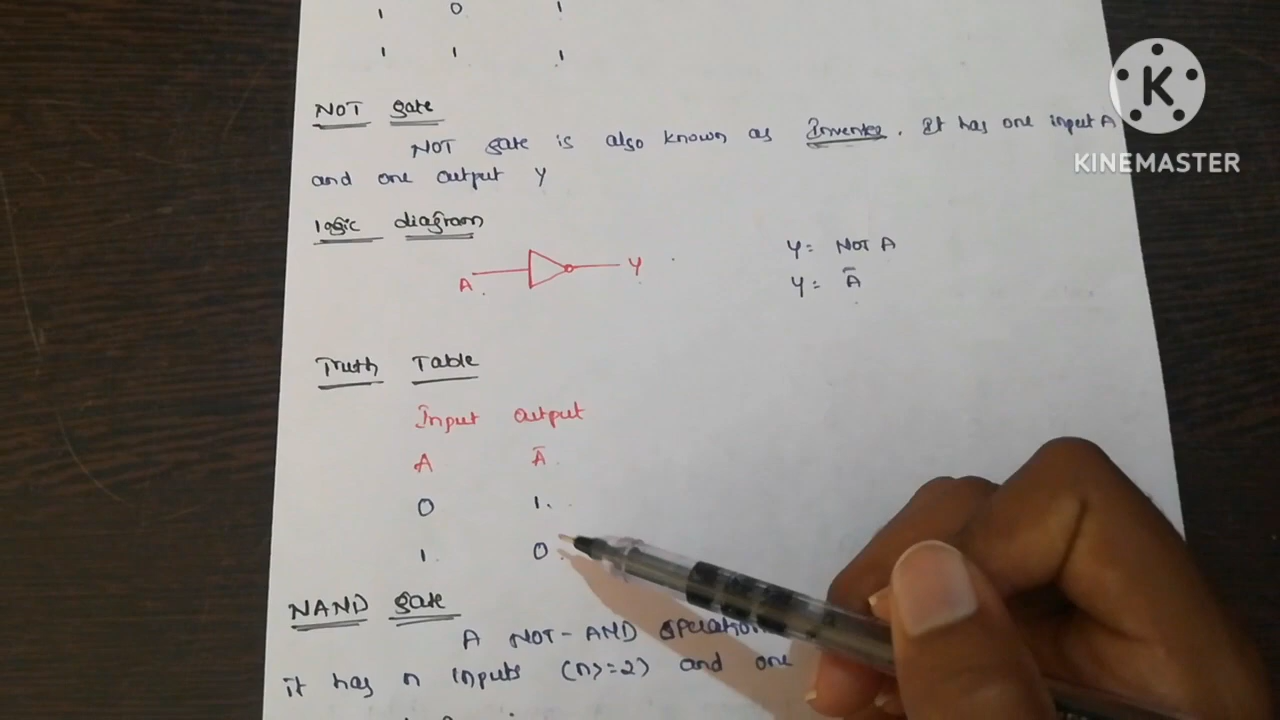 1 0 1
1 1 1
NOT gate
NOT gate is also known as Inverter. It has one input A
and one output Y
logic diagram
A Y
Y = NOT A
Y = Ā
Truth Table
Input output
A Ā
0 1
1 0
NAND gate
A NOT-AND operation
it has n inputs (n>=2) and one
K
KINEMASTER